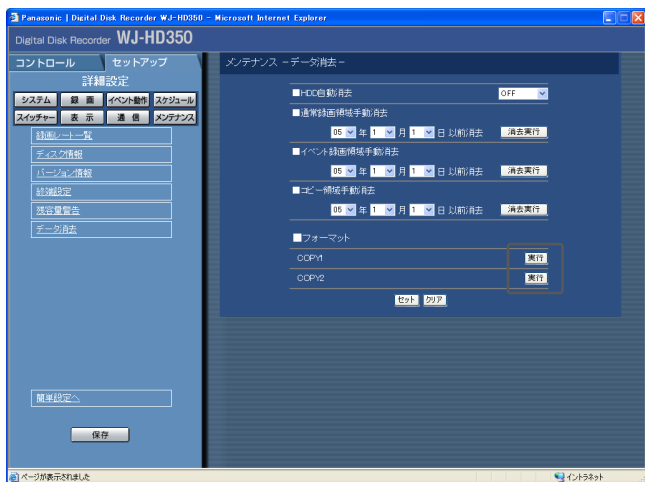 Panasonic | Digital Disk Recorder WJ-HD350 - Microsoft Internet Explorer
Digital Disk Recorder WJ-HD350
コントロール セットアップ
詳細設定
システム 録 画 イベント動作 スケジュール
スイッチャー 表 示 通 信 メンテナンス
録画レート一覧
ディスク情報
バージョン情報
終端設定
残容量警告
データ消去
簡単設定へ
保存
メンテナンス －データ消去－
■HDD自動消去 OFF
■通常録画領域手動消去
05 年 1 月 1 日 以前消去 消去実行
■イベント録画領域手動消去
05 年 1 月 1 日 以前消去 消去実行
■コピー領域手動消去
05 年 1 月 1 日 以前消去 消去実行
■フォーマット
COPY1 実行
COPY2 実行
セット クリア
ページが表示されました イントラネット